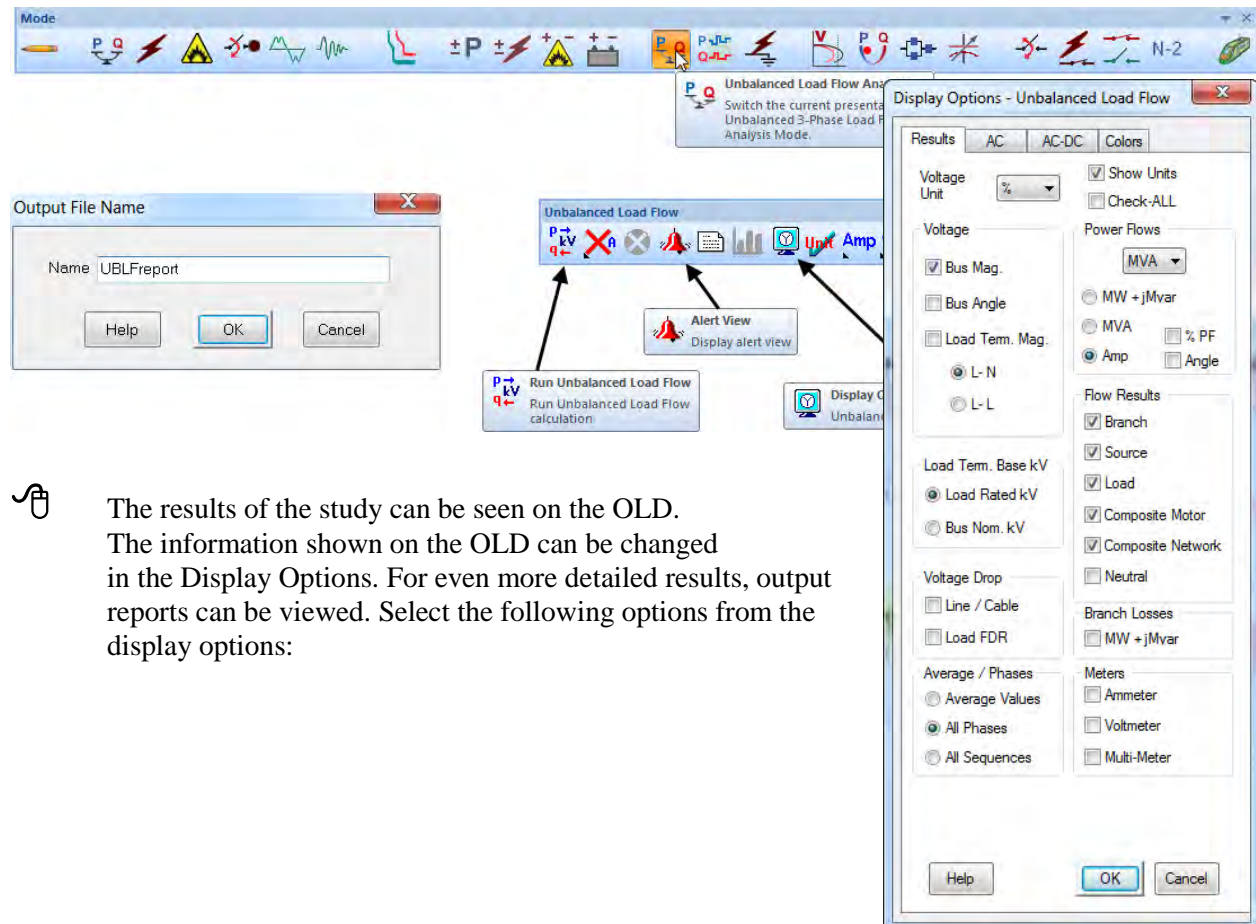 Mode
P Q
±P
P Q
V
P Q
N-2
Unbalanced Load Flow Ana
Switch the current presenta
Unbalanced 3-Phase Load F
Analysis Mode.
Output File Name
Name UBLFreport
Help OK Cancel
Unbalanced Load Flow
P kV q A Unit Amp
Alert View
Display alert view
P kV q
Run Unbalanced Load Flow
Run Unbalanced Load Flow
calculation
Display O
Unbalan
The results of the study can be seen on the OLD.
The information shown on the OLD can be changed
in the Display Options. For even more detailed results, output
reports can be viewed. Select the following options from the
display options:
Display Options - Unbalanced Load Flow
Results AC AC-DC Colors
Voltage
Unit
%
Show Units
Check-ALL
Voltage
Bus Mag.
Bus Angle
Load Term. Mag.
L- N
L- L
Power Flows
MVA
MW + jMvar
MVA
% PF
Amp
Angle
Flow Results
Branch
Source
Load
Composite Motor
Composite Network
Neutral
Load Term. Base kV
Load Rated kV
Bus Nom. kV
Voltage Drop
Line / Cable
Load FDR
Branch Losses
MW + jMvar
Average / Phases
Average Values
All Phases
All Sequences
Meters
Ammeter
Voltmeter
Multi-Meter
Help OK Cancel